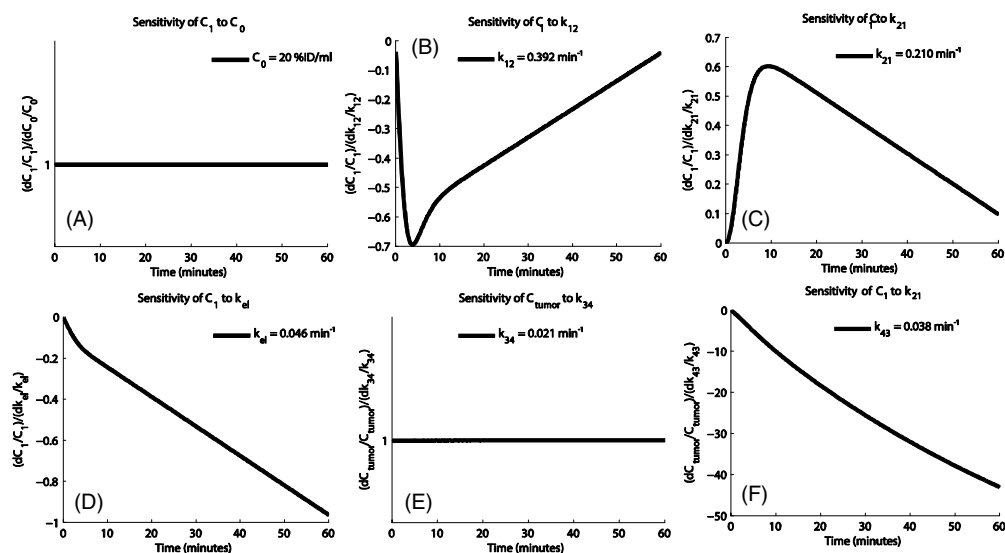 Sensitivity of C1 to C0
(dC1/C1)/(dC0/C0)
1
C0 = 20 %ID/ml
(A)
0 10 20 30 40 50 60
Time (minutes)
Sensitivity of C1 to k12
(dC1/C1)/(dk12/k12)
0
−0.1
−0.2
−0.3
−0.4
−0.5
−0.6
−0.7
(B)
k12 = 0.392 min-1
0 10 20 30 40 50 60
Time (minutes)
Sensitivity of C1 to k21
(dC1/C1)/(dk21/k21)
0.7
0.6
0.5
0.4
0.3
0.2
0.1
0
k21 = 0.210 min-1
(C)
0 10 20 30 40 50 60
Time (minutes)
Sensitivity of C1 to kel
(dC1/C1)/(dkel/kel)
0
−0.2
−0.4
−0.6
−0.8
−1
kel = 0.046 min-1
(D)
0 10 20 30 40 50 60
Time (minutes)
Sensitivity of Ctumor to k34
(dCtumor/Ctumor)/(dk34/k34)
1
k34 = 0.021 min-1
(E)
0 10 20 30 40 50 60
Time (minutes)
Sensitivity of C1 to k21
(dCtumor/Ctumor)/(dk43/k43)
0
−10
−20
−30
−40
−50
k43 = 0.038 min-1
(F)
0 10 20 30 40 50 60
Time (minutes)